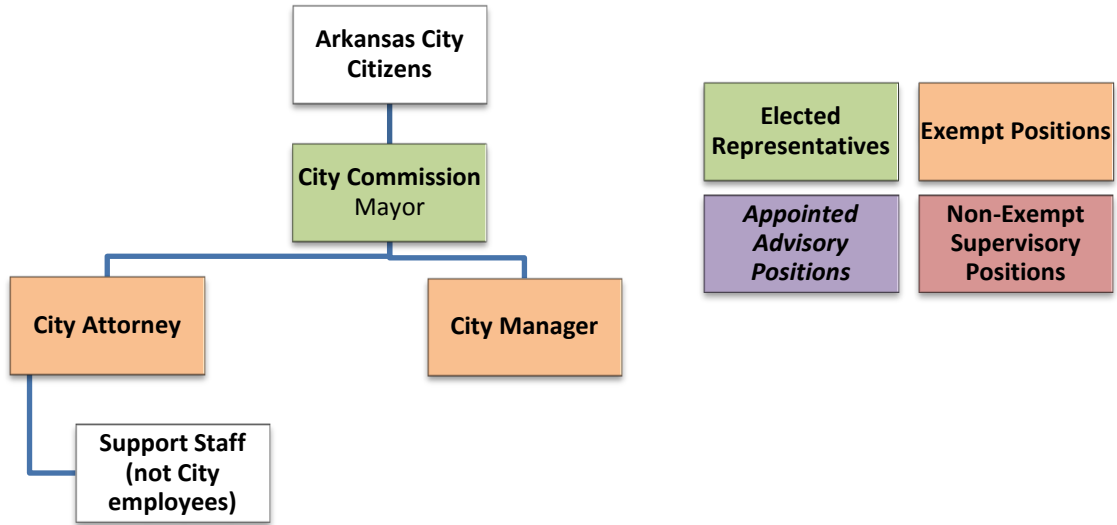 Arkansas City
Citizens
City Commission
Mayor
City Attorney
City Manager
Support Staff
(not City
employees)
Elected
Representatives
Exempt Positions
Appointed
Advisory
Positions
Non-Exempt
Supervisory
Positions